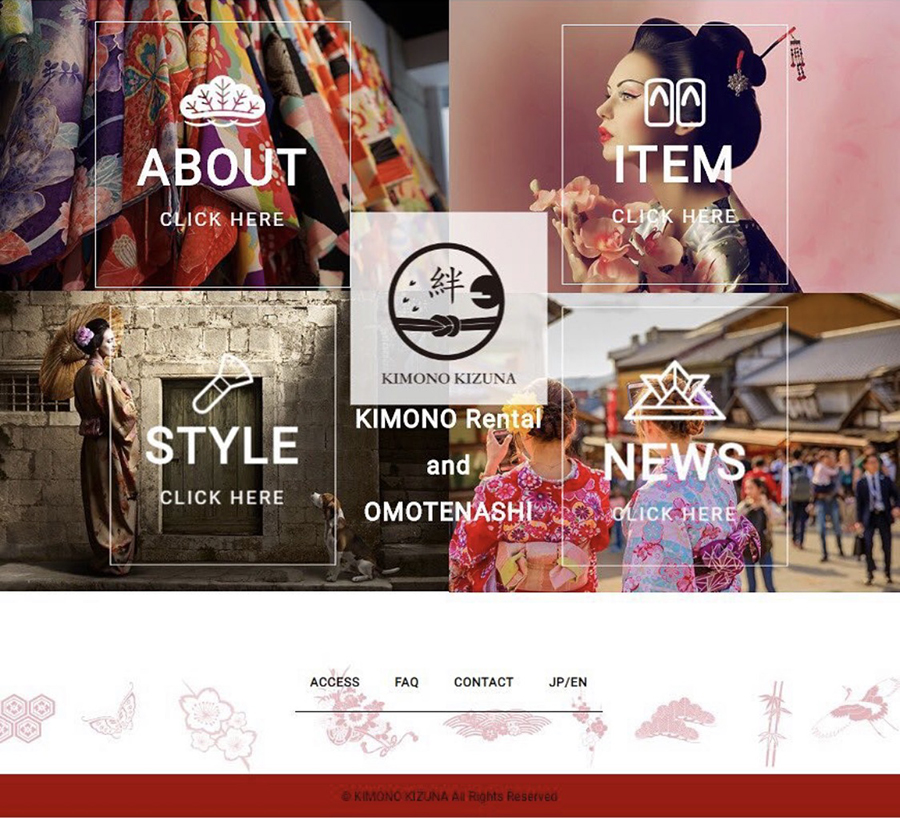 ABOUT
CLICK HERE
ITEM
CLICK HERE
絆
KIMONO KIZUNA
STYLE
CLICK HERE
KIMONO Rental
and
OMOTENASHI
NEWS
CLICK HERE
ACCESS FAQ CONTACT JP/EN
© KIMONO KIZUNA All Rights Reserved